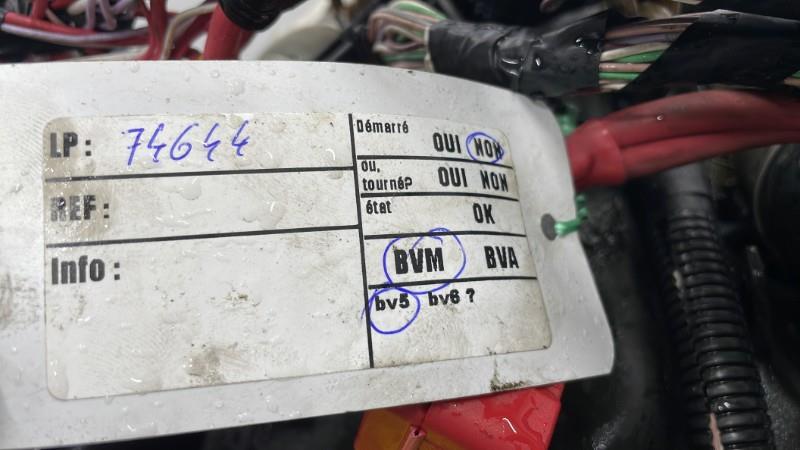 LP: 74644
REF:
Info:
Démarré OUI NON
ou, tourné? OUI NON
état OK
BVM BVA
bv5 bv6 ?